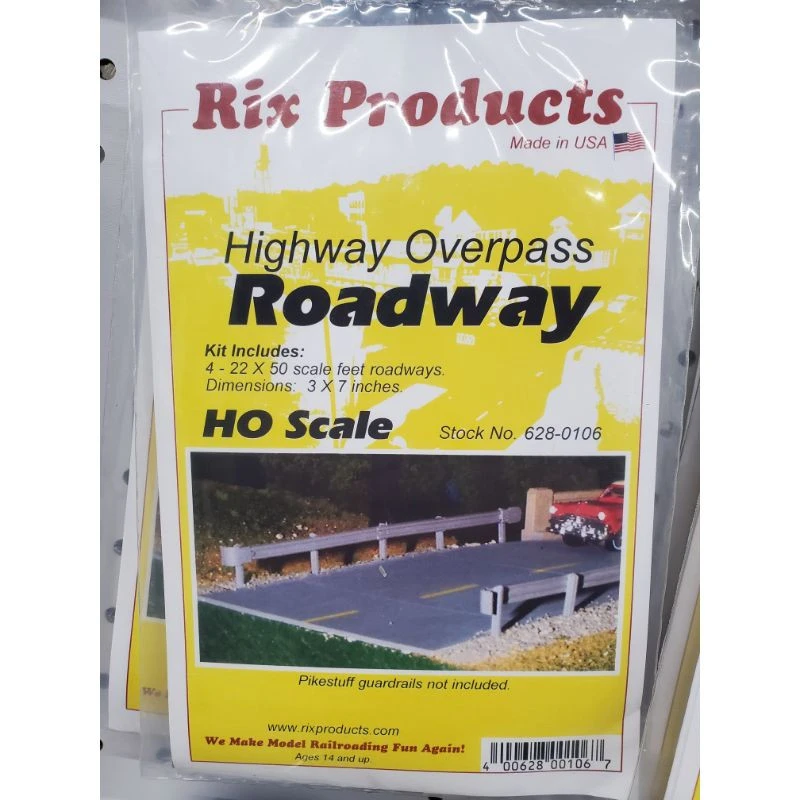 Rix Products
Made in USA
Highway Overpass
Roadway
Kit Includes:
4 - 22 X 50 scale feet roadways.
Dimensions: 3 X 7 inches.
HO Scale
Stock No. 628-0106
Pikestuff guardrails not included.
www.rixproducts.com
We Make Model Railroading Fun Again!
Ages 14 and up.
4 00628 00106 7
We